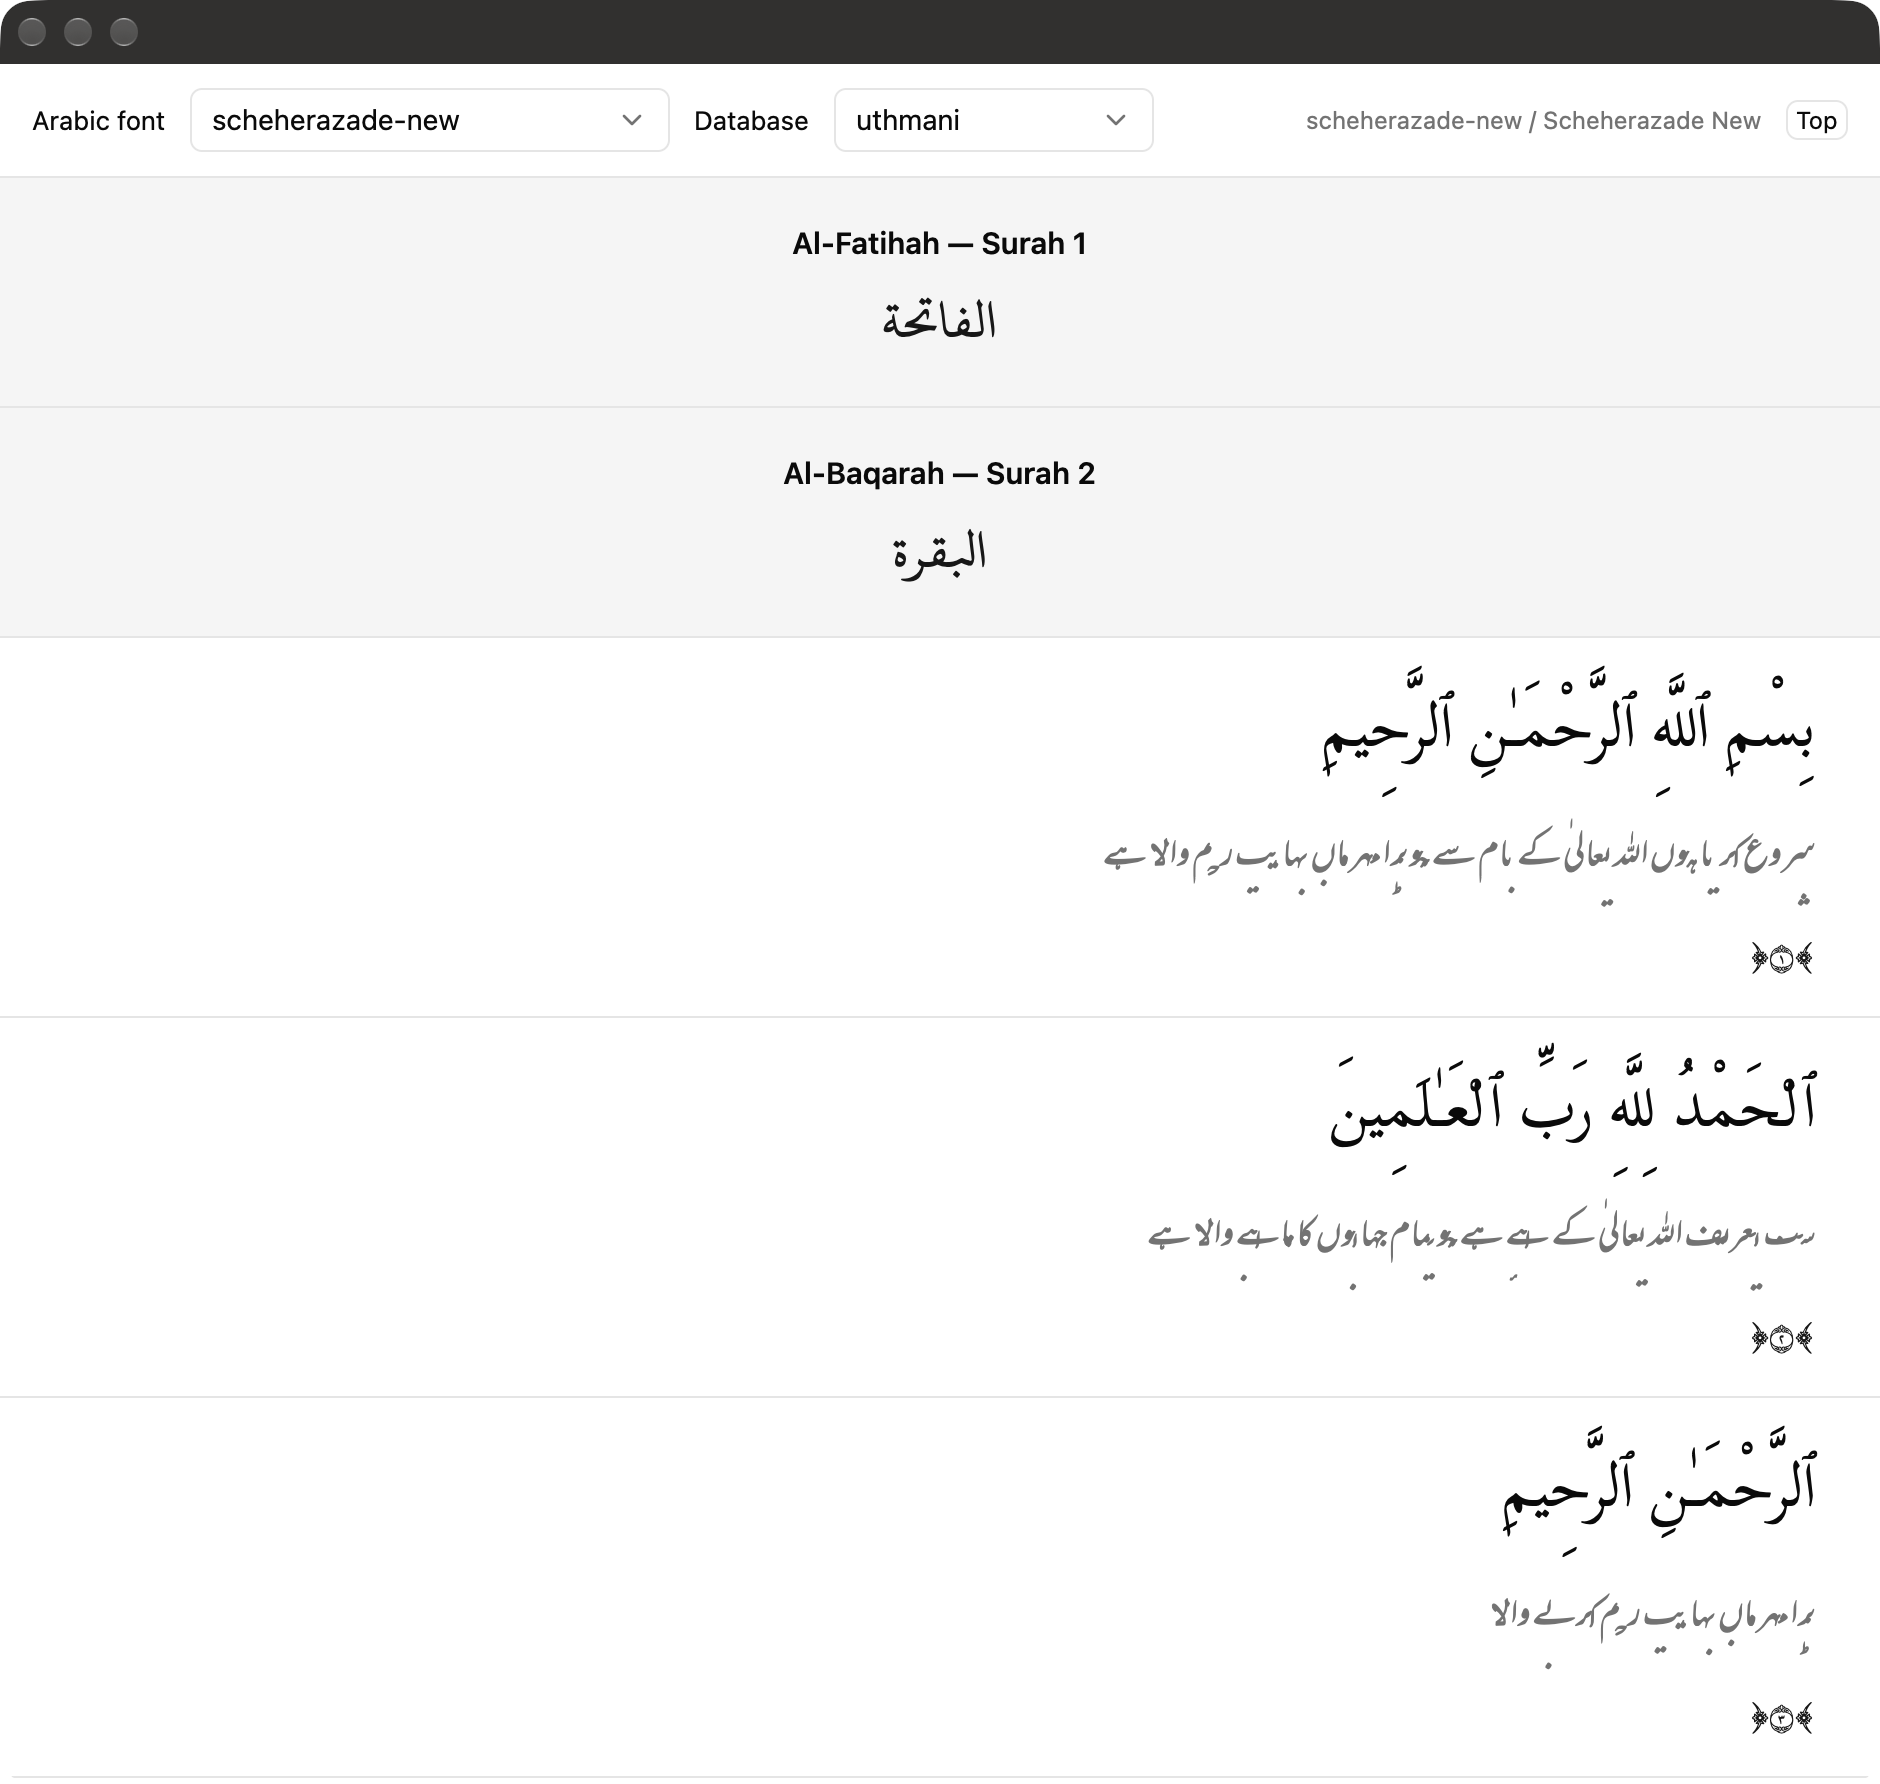 Arabic font scheherazade-new Database uthmani scheherazade-new / Scheherazade New Top
Al-Fatihah — Surah 1
الفاتحة
Al-Baqarah — Surah 2
البقرة
بِسْمِ ٱللَّهِ ٱلرَّحْمَـٰنِ ٱلرَّحِيمِ
شروع کرتا ہوں اللہ تعالیٰ کے نام سے جو بڑا مہربان نہایت رحم والا ہے
﴿۝١﴾
ٱلْحَمْدُ لِلَّهِ رَبِّ ٱلْعَـٰلَمِينَ
سب تعریف اللہ تعالیٰ کے لئے ہے جو تمام جہانوں کا پالنے والا ہے
﴿۝٢﴾
ٱلرَّحْمَـٰنِ ٱلرَّحِيمِ
بڑا مہربان نہایت رحم کرنے والا
﴿۝٣﴾